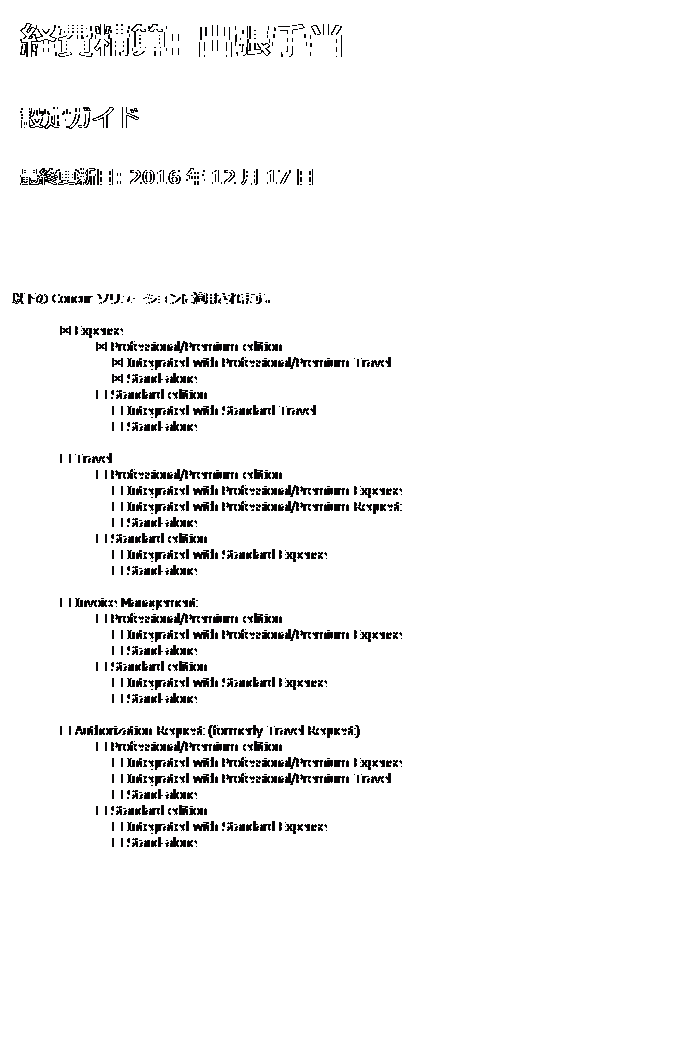 経費精算: 出張手当
設定ガイド
最終更新日: 2016 年 12 月 17 日
以下の Concur ソリューションに適用されます。
☒ Expense
☒ Professional/Premium edition
☒ Integrated with Professional/Premium Travel
☒ Stand-alone
☐ Standard edition
☐ Integrated with Standard Travel
☐ Stand-alone
☐ Travel
☐ Professional/Premium edition
☐ Integrated with Professional/Premium Expense
☐ Integrated with Professional/Premium Request
☐ Stand-alone
☐ Standard edition
☐ Integrated with Standard Expense
☐ Stand-alone
☐ Invoice Management
☐ Professional/Premium edition
☐ Integrated with Professional/Premium Expense
☐ Stand-alone
☐ Standard edition
☐ Integrated with Standard Expense
☐ Stand-alone
☐ Authorization Request (formerly Travel Request)
☐ Professional/Premium edition
☐ Integrated with Professional/Premium Expense
☐ Integrated with Professional/Premium Travel
☐ Stand-alone
☐ Standard edition
☐ Integrated with Standard Expense
☐ Stand-alone